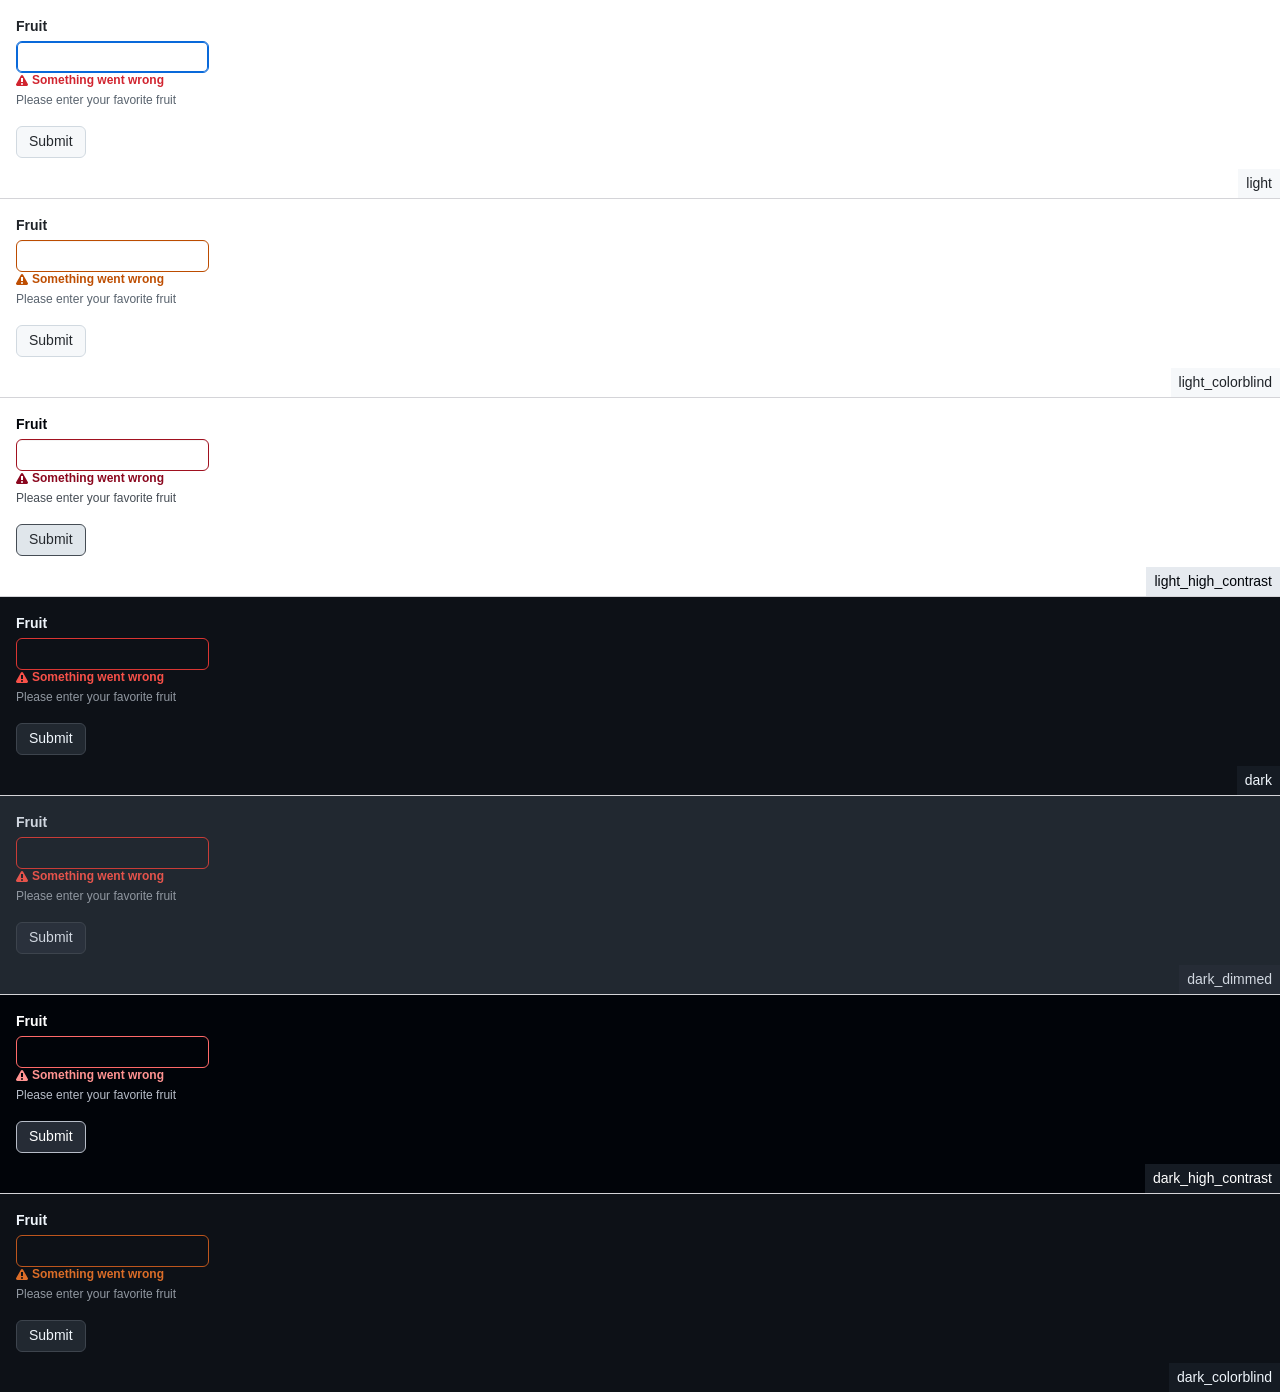 Fruit
Something went wrong
Please enter your favorite fruit
Submit
light
Fruit
Something went wrong
Please enter your favorite fruit
Submit
light_colorblind
Fruit
Something went wrong
Please enter your favorite fruit
Submit
light_high_contrast
Fruit
Something went wrong
Please enter your favorite fruit
Submit
dark
Fruit
Something went wrong
Please enter your favorite fruit
Submit
dark_dimmed
Fruit
Something went wrong
Please enter your favorite fruit
Submit
dark_high_contrast
Fruit
Something went wrong
Please enter your favorite fruit
Submit
dark_colorblind